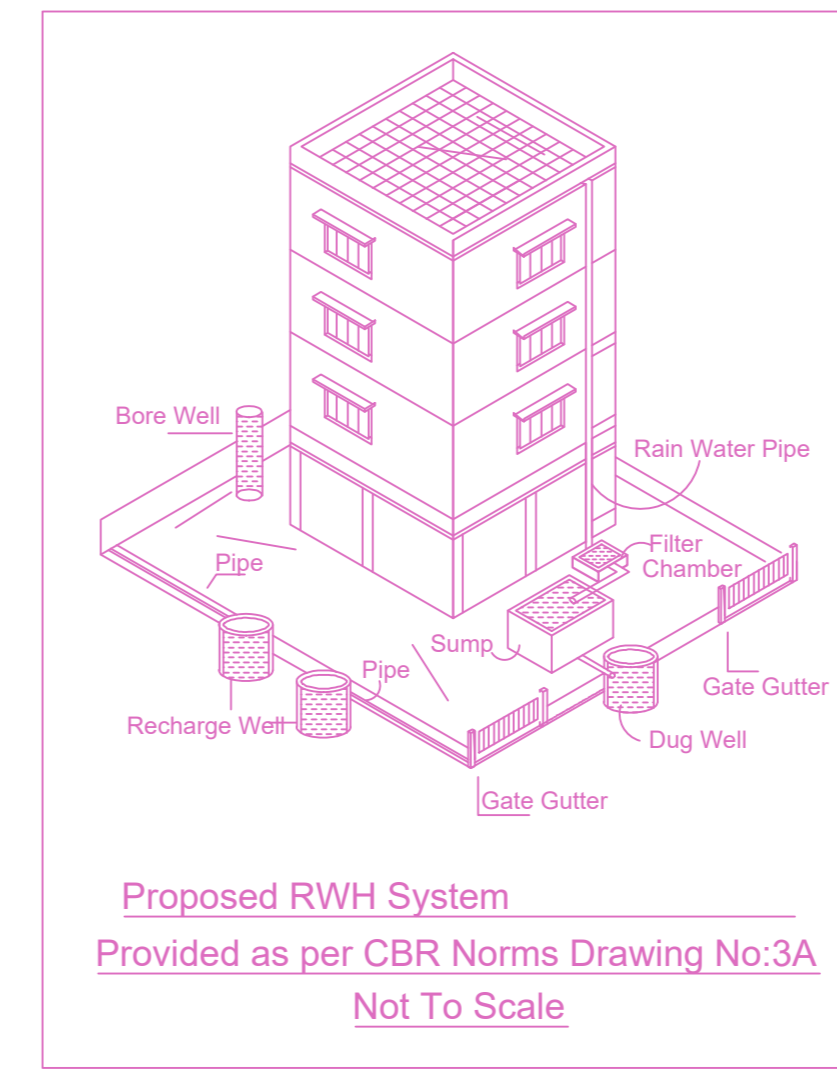 Bore Well
Rain Water Pipe
Filter
Chamber
Pipe
Sump
Pipe
Gate Gutter
Recharge Well
Dug Well
Gate Gutter
Proposed RWH System
Provided as per CBR Norms Drawing No:3A
Not To Scale